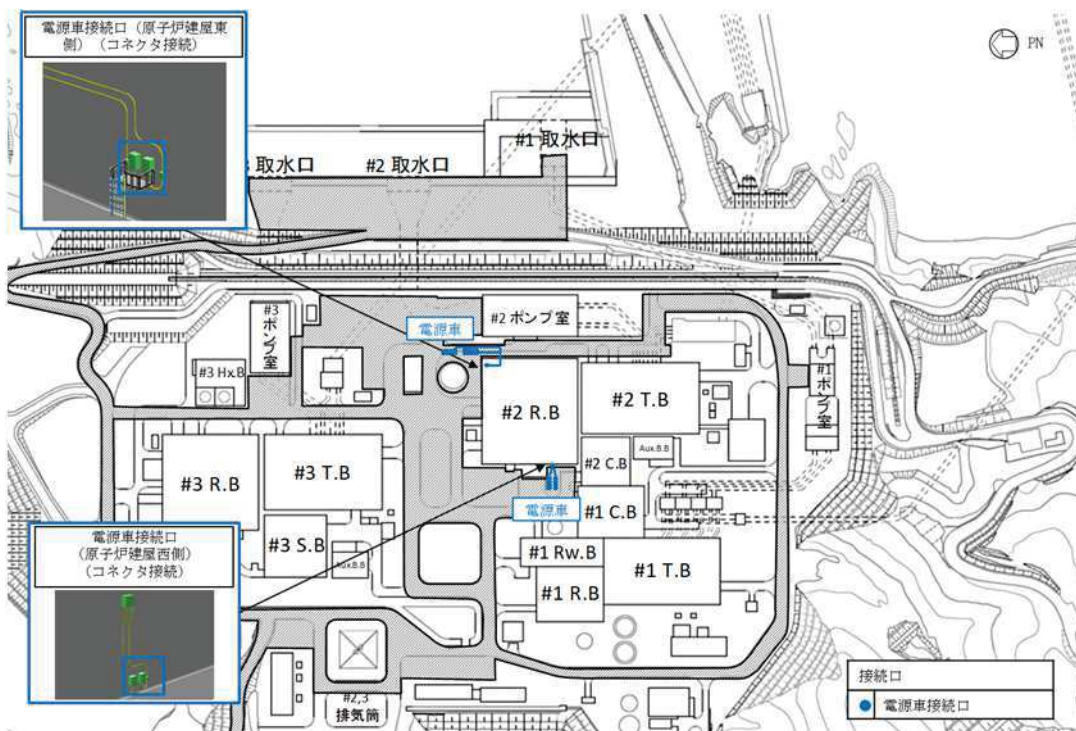 電源車接続口（原子炉建屋東
側）（コネクタ接続）
PN
#1 取水口
取水口
#2 取水口
#3
ポンプ室
#2 ポンプ室
電源車
#3 Hx.B
#1
ポンプ室
#2 R.B
#2 T.B
#3 R.B
#3 T.B
#2 C.B
Aux.B.B
電源車
#1 C.B
#3 S.B
Aux.B.B
#1 Rw.B
#1 T.B
#1 R.B
電源車接続口
（原子炉建屋西側）
（コネクタ接続）
#2,3
排気筒
接続口
電源車接続口